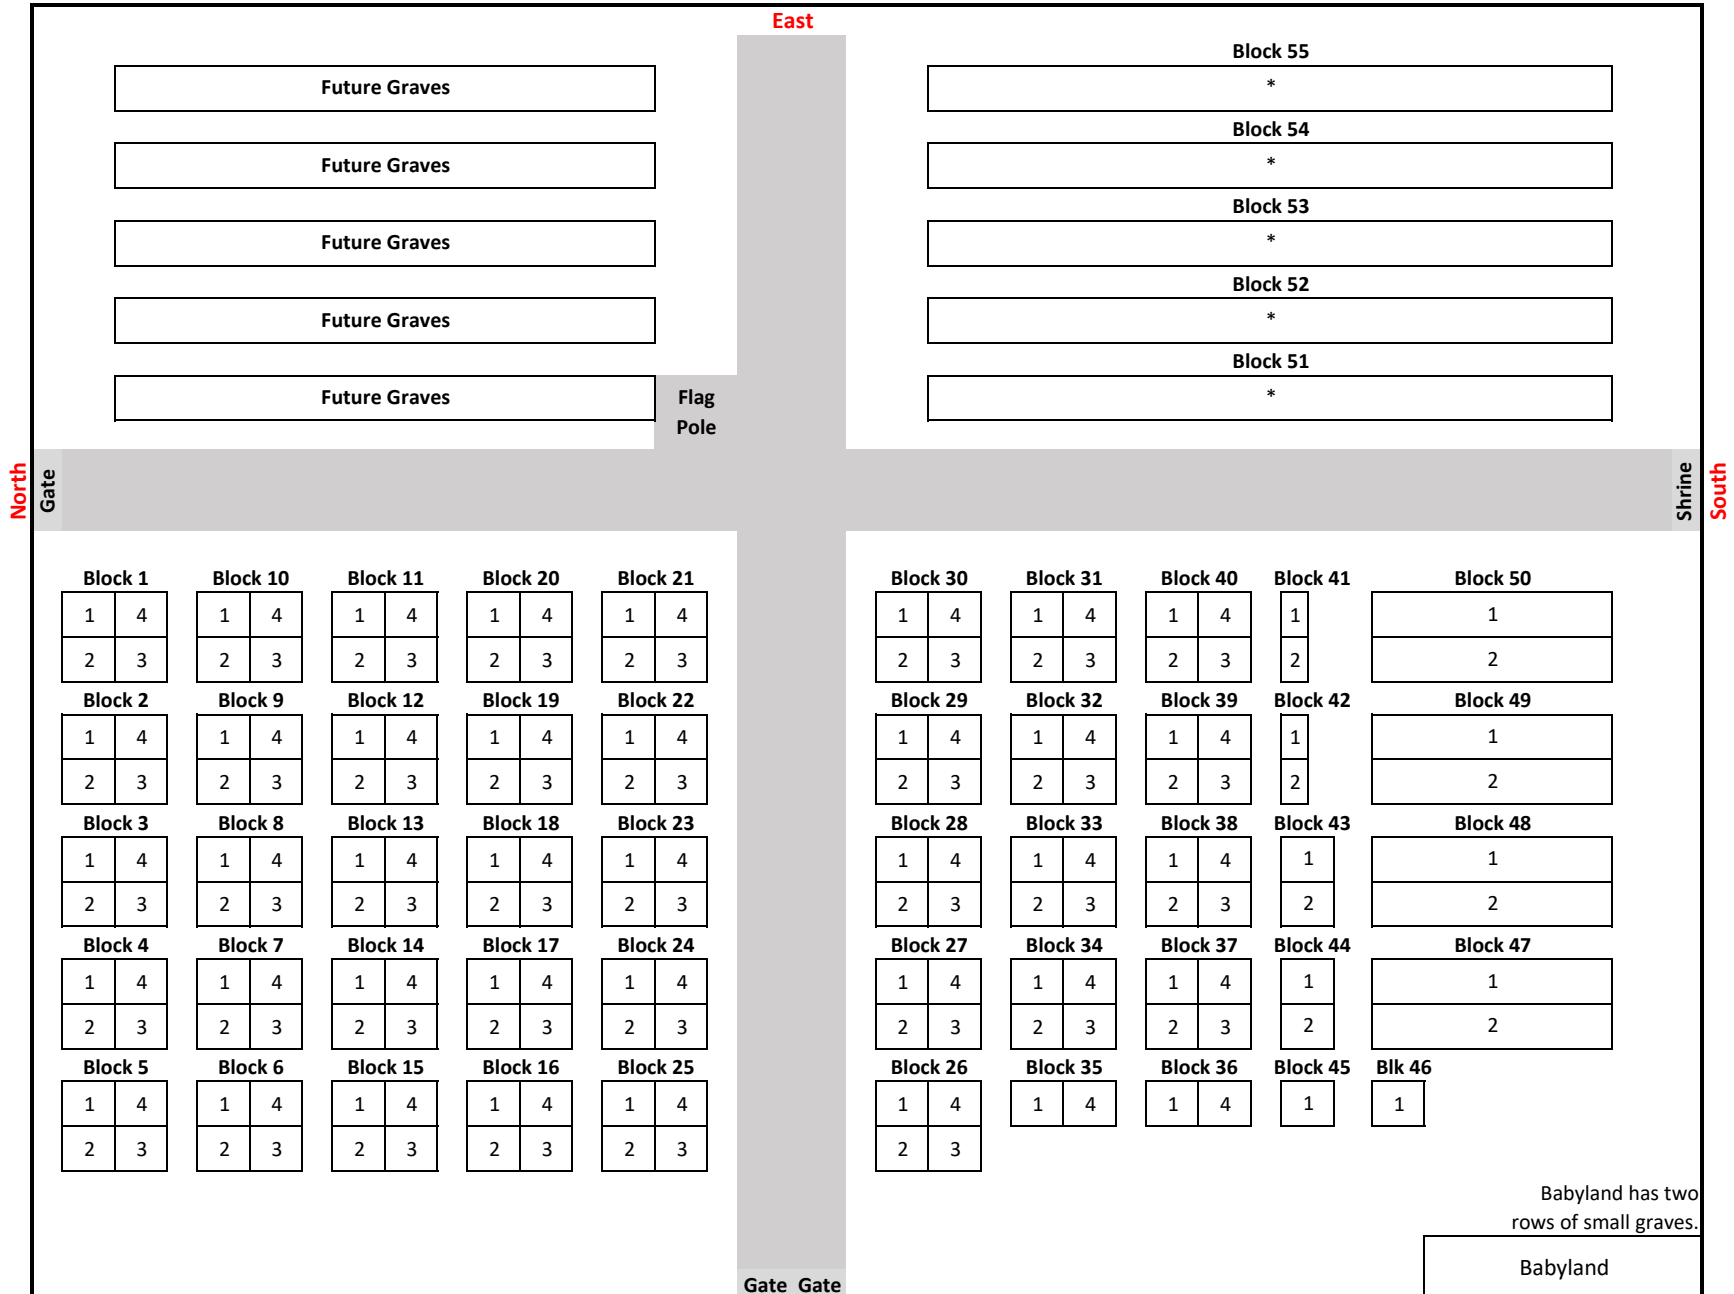 East
Block 55
Future Graves *
Block 54
Future Graves *
Block 53
Future Graves *
Block 52
Future Graves *
Block 51
Future Graves Flag *
Pole
North Gate Shrine South
Block 1 Block 10 Block 11 Block 20 Block 21 Block 30 Block 31 Block 40 Block 41 Block 50
1 4 1 4 1 4 1 4 1 4 1 4 1 4 1 4 1 1
2 3 2 3 2 3 2 3 2 3 2 3 2 3 2 3 2 2
Block 2 Block 9 Block 12 Block 19 Block 22 Block 29 Block 32 Block 39 Block 42 Block 49
1 4 1 4 1 4 1 4 1 4 1 4 1 4 1 4 1 1
2 3 2 3 2 3 2 3 2 3 2 3 2 3 2 3 2 2
Block 3 Block 8 Block 13 Block 18 Block 23 Block 28 Block 33 Block 38 Block 43 Block 48
1 4 1 4 1 4 1 4 1 4 1 4 1 4 1 4 1 1
2 3 2 3 2 3 2 3 2 3 2 3 2 3 2 3 2 2
Block 4 Block 7 Block 14 Block 17 Block 24 Block 27 Block 34 Block 37 Block 44 Block 47
1 4 1 4 1 4 1 4 1 4 1 4 1 4 1 4 1 1
2 3 2 3 2 3 2 3 2 3 2 3 2 3 2 3 2 2
Block 5 Block 6 Block 15 Block 16 Block 25 Block 26 Block 35 Block 36 Block 45 Blk 46
1 4 1 4 1 4 1 4 1 4 1 4 1 4 1 4 1 1
2 3 2 3 2 3 2 3 2 3 2 3
Babyland has two
rows of small graves.
Babyland
Gate Gate